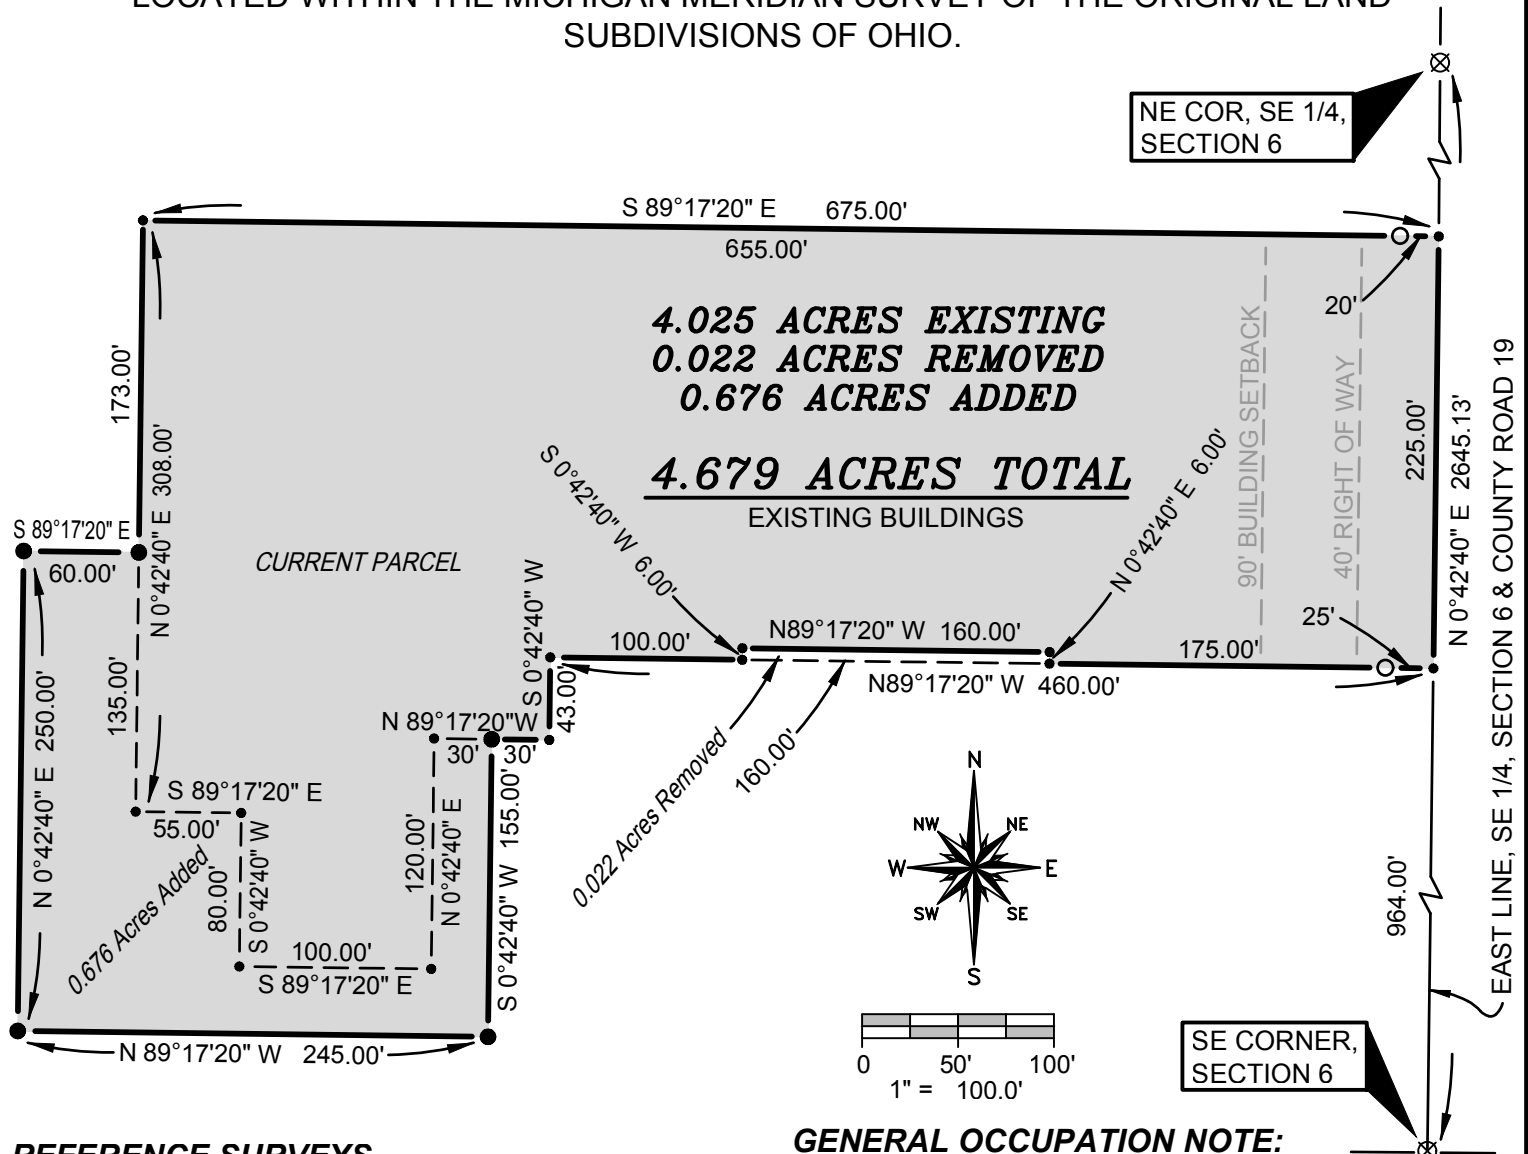 LOCATED WITHIN THE MICHIGAN MERIDIAN SURVEY OF THE ORIGINAL LAND
SUBDIVISIONS OF OHIO.
NE COR, SE 1/4,
SECTION 6
S 89°17'20" E 675.00'
655.00'
20'
4.025 ACRES EXISTING
0.022 ACRES REMOVED
0.676 ACRES ADDED
4.679 ACRES TOTAL
EXISTING BUILDINGS
90' BUILDING SETBACK
40' RIGHT OF WAY
225.00'
N 0°42'40" E 2645.13'
EAST LINE, SE 1/4, SECTION 6 & COUNTY ROAD 19
173.00'
N 0°42'40" E 308.00'
S 89°17'20" E
60.00'
CURRENT PARCEL
S 0°42'40" W 6.00'
N 0°42'40" E 6.00'
S 0°42'40" W
43.00'
100.00'
N89°17'20" W 160.00'
175.00'
25'
N89°17'20" W 460.00'
135.00'
N 0°42'40" E 250.00'
N 89°17'20"W
30'
30'
0.022 Acres Removed
160.00'
S 89°17'20" E
55.00'
80.00'
S 0°42'40" W
120.00'
N 0°42'40" E
S 0°42'40" W 155.00'
0.676 Acres Added
100.00'
S 89°17'20" E
N 89°17'20" W 245.00'
N
NW
NE
W
E
SW
SE
S
964.00'
0 50' 100'
1" = 100.0'
SE CORNER,
SECTION 6
REFERENCE SURVEYS
GENERAL OCCUPATION NOTE: